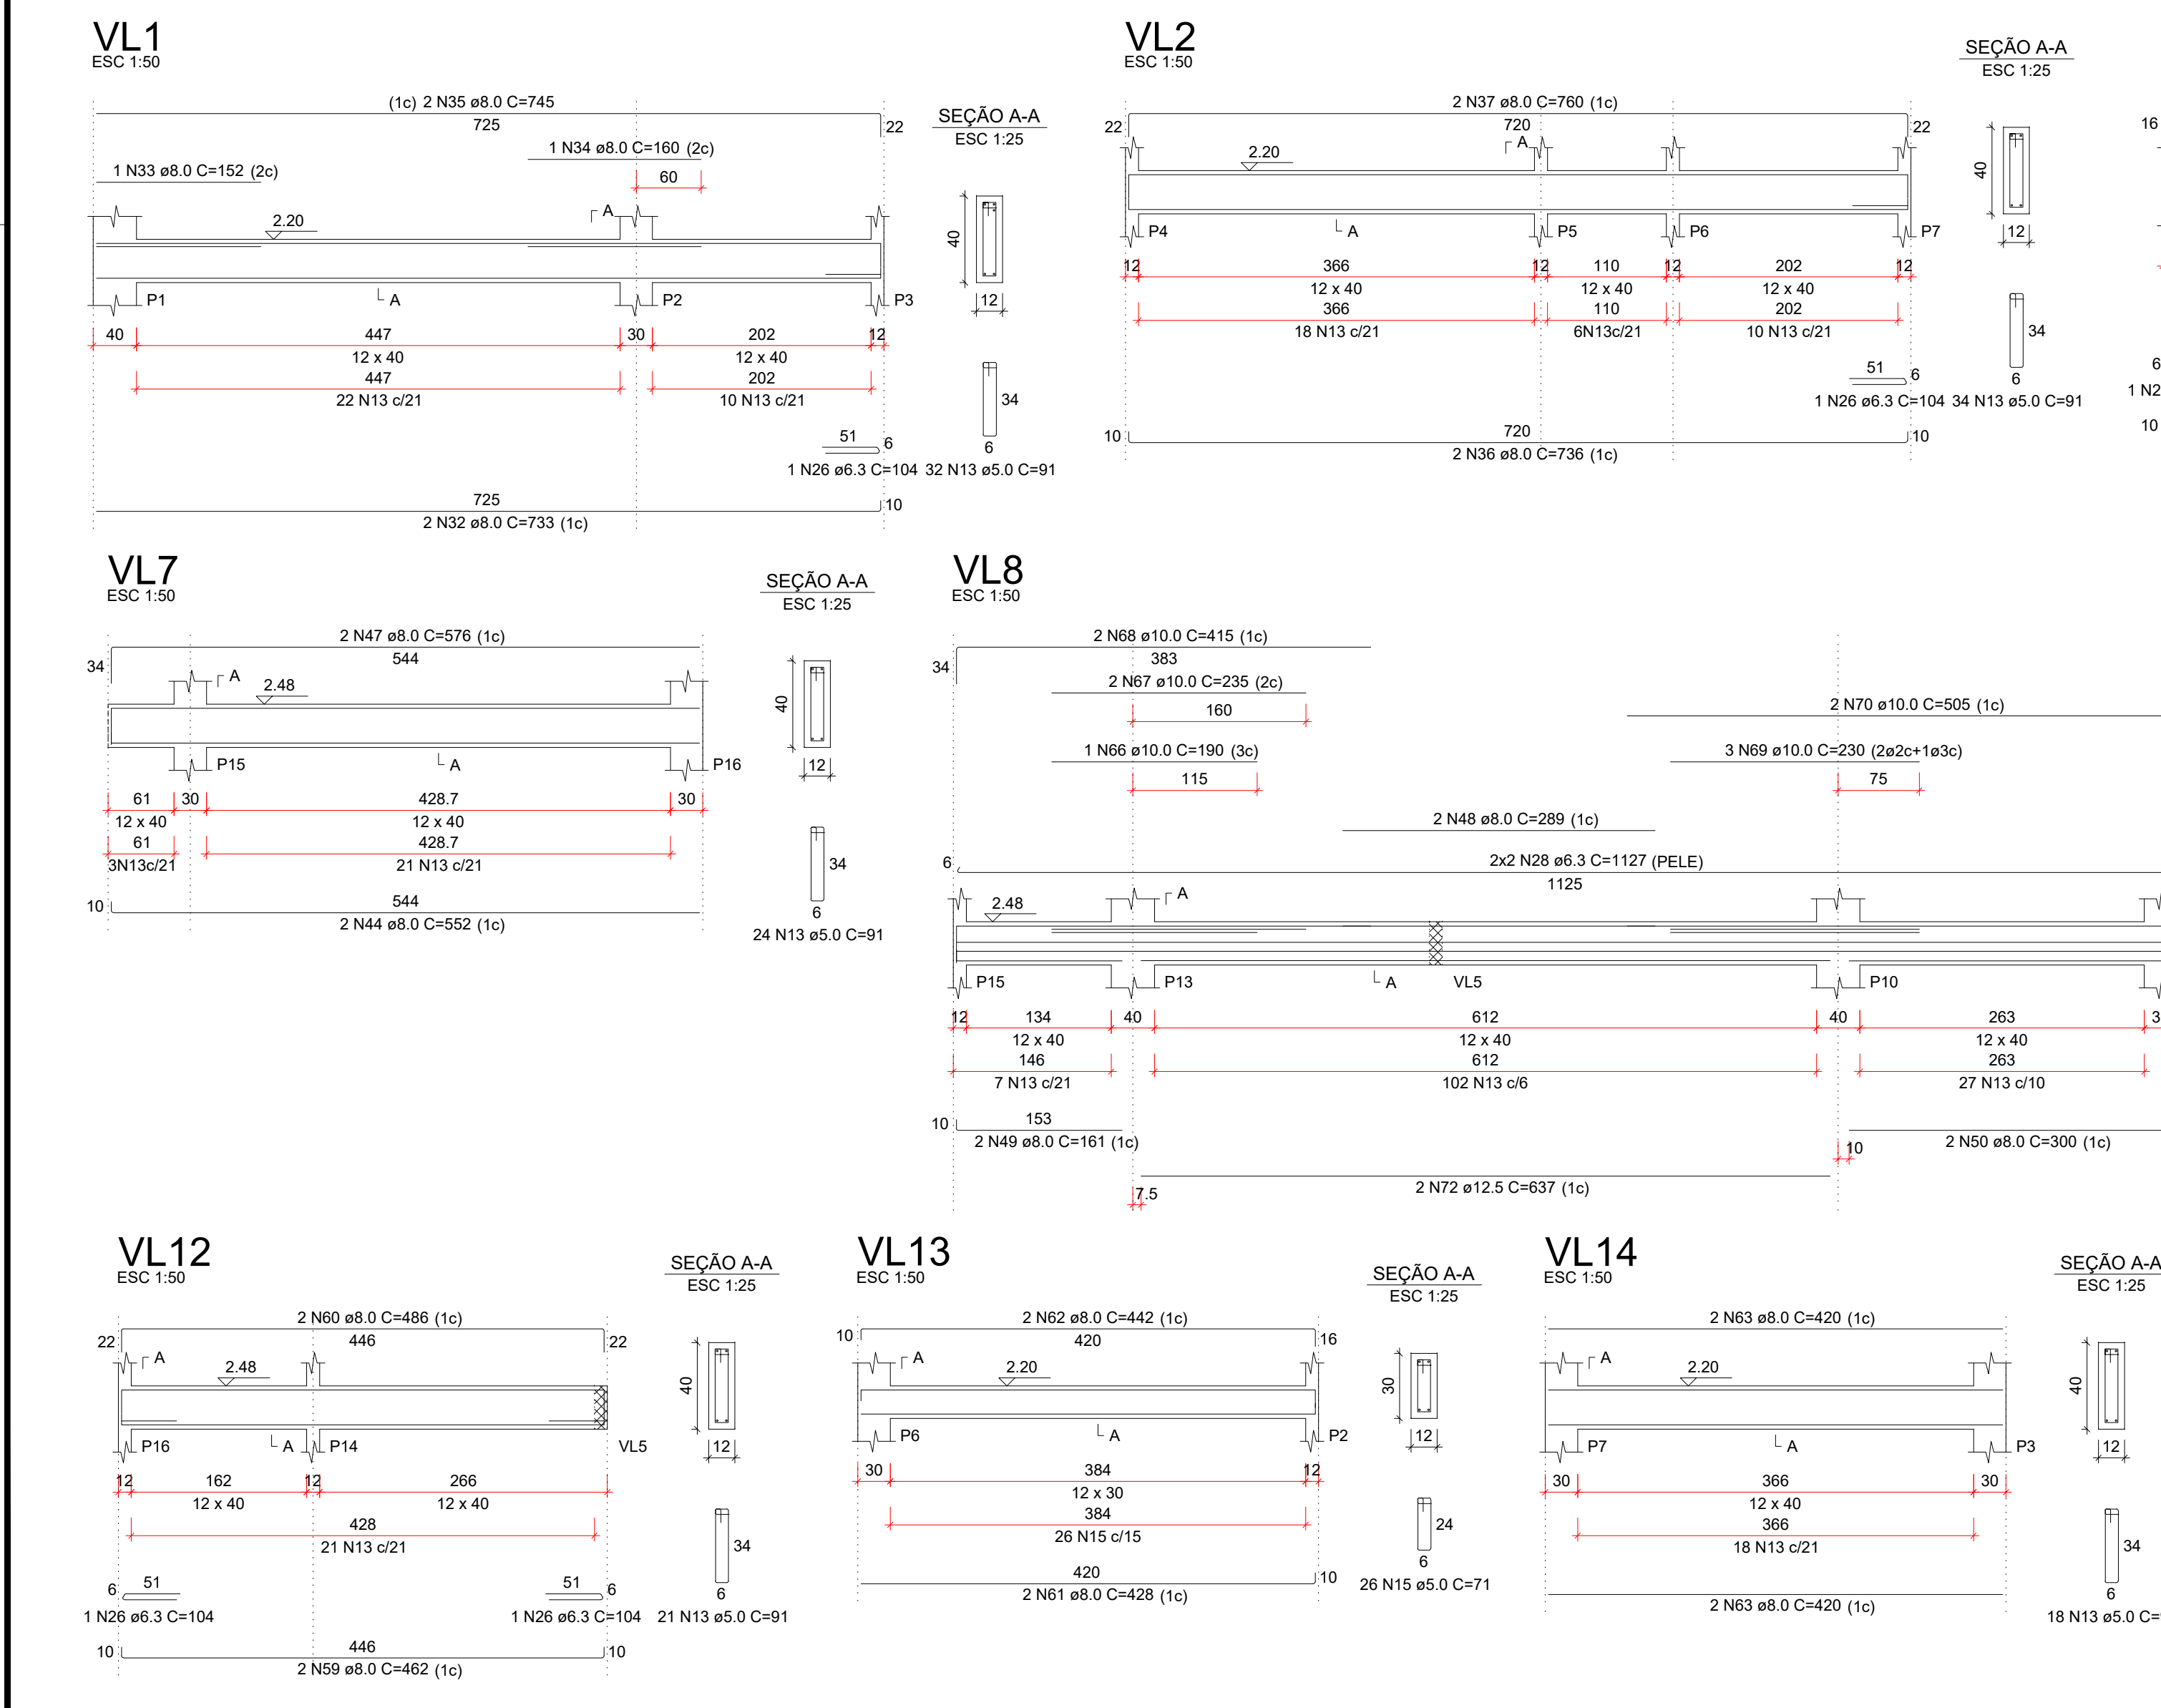 VL1
ESC 1:50
(1c) 2 N35 ø8.0 C=745
725
22
1 N34 ø8.0 C=160 (2c)
60
1 N33 ø8.0 C=152 (2c)
2.20
A
P1
A
P2
P3
40
447
30
202
12
12 x 40
12 x 40
447
202
22 N13 c/21
10 N13 c/21
51
6
1 N26 ø6.3 C=104
725
10
2 N32 ø8.0 C=733 (1c)
SEÇÃO A-A
ESC 1:25
40
12
34
6
32 N13 ø5.0 C=91
VL2
ESC 1:50
2 N37 ø8.0 C=760 (1c)
22
720
22
A
2.20
P4
A
P5
P6
P7
12
366
12
110
12
202
12
12 x 40
12 x 40
12 x 40
366
110
202
18 N13 c/21
6N13c/21
10 N13 c/21
51
6
1 N26 ø6.3 C=104
10
720
10
2 N36 ø8.0 C=736 (1c)
SEÇÃO A-A
ESC 1:25
40
12
34
6
34 N13 ø5.0 C=91
16
6
1 N2
10
VL7
ESC 1:50
2 N47 ø8.0 C=576 (1c)
34
544
A
2.48
P15
A
P16
61
30
428.7
30
12 x 40
12 x 40
61
428.7
3N13c/21
21 N13 c/21
10
544
2 N44 ø8.0 C=552 (1c)
SEÇÃO A-A
ESC 1:25
40
12
34
6
24 N13 ø5.0 C=91
VL8
ESC 1:50
2 N68 ø10.0 C=415 (1c)
34
383
2 N67 ø10.0 C=235 (2c)
160
2 N70 ø10.0 C=505 (1c)
1 N66 ø10.0 C=190 (3c)
3 N69 ø10.0 C=230 (2ø2c+1ø3c)
115
75
2 N48 ø8.0 C=289 (1c)
6
2x2 N28 ø6.3 C=1127 (PELE)
1125
A
2.48
P15
P13
A
VL5
P10
12
134
40
612
40
263
3
12 x 40
12 x 40
12 x 40
146
612
263
7 N13 c/21
102 N13 c/6
27 N13 c/10
10
153
2 N49 ø8.0 C=161 (1c)
10
2 N50 ø8.0 C=300 (1c)
7.5
2 N72 ø12.5 C=637 (1c)
VL12
ESC 1:50
2 N60 ø8.0 C=486 (1c)
22
446
22
A
2.48
P16
A
P14
VL5
12
162
12
266
12 x 40
12 x 40
428
21 N13 c/21
6
51
51
6
1 N26 ø6.3 C=104
1 N26 ø6.3 C=104
10
446
10
2 N59 ø8.0 C=462 (1c)
SEÇÃO A-A
ESC 1:25
40
12
34
6
21 N13 ø5.0 C=91
VL13
ESC 1:50
2 N62 ø8.0 C=442 (1c)
10
420
16
A
2.20
P6
A
P2
30
384
12
12 x 30
384
26 N15 c/15
420
10
2 N61 ø8.0 C=428 (1c)
SEÇÃO A-A
ESC 1:25
30
12
24
6
26 N15 ø5.0 C=71
VL14
ESC 1:50
2 N63 ø8.0 C=420 (1c)
A
2.20
P7
A
P3
30
366
30
12 x 40
366
18 N13 c/21
2 N63 ø8.0 C=420 (1c)
SEÇÃO A-A
ESC 1:25
40
12
34
6
18 N13 ø5.0 C=